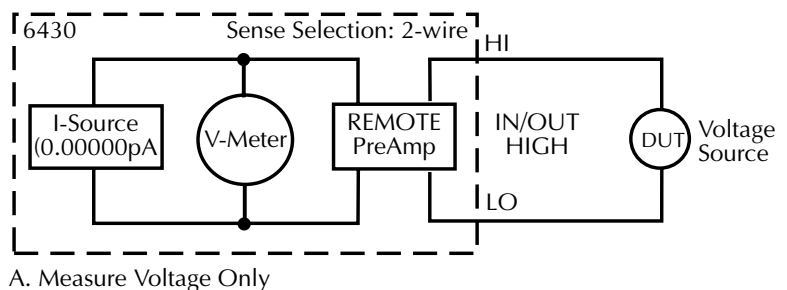 6430
Sense Selection: 2-wire
HI
I-Source
(0.00000pA
V-Meter
REMOTE
PreAmp
IN/OUT
HIGH
DUT
Voltage
Source
LO
A. Measure Voltage Only